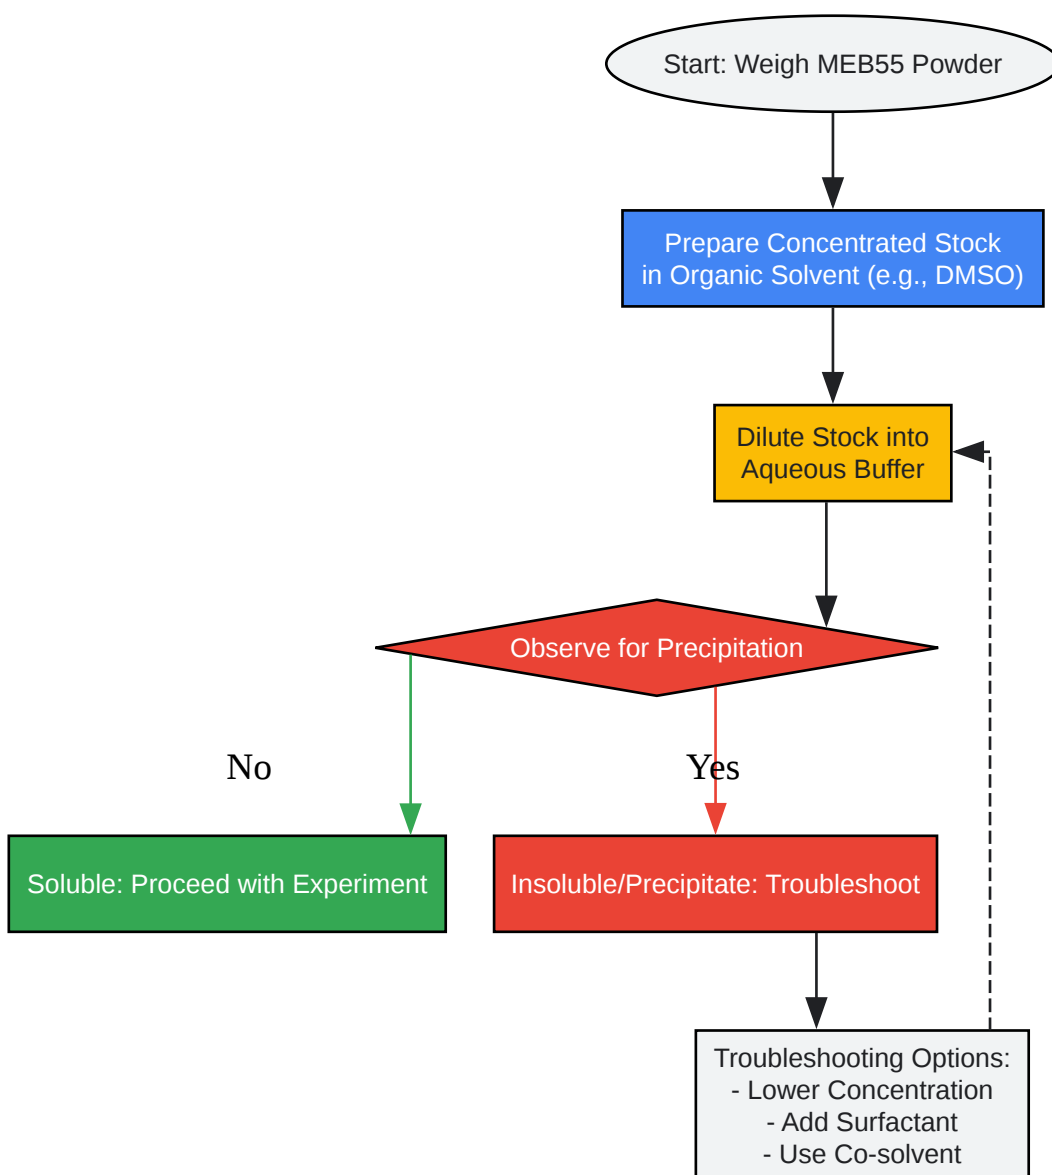 Start: Weigh MEB55 Powder
Prepare Concentrated Stock
in Organic Solvent (e.g., DMSO)
Dilute Stock into
Aqueous Buffer
Observe for Precipitation
No
Yes
Soluble: Proceed with Experiment
Insoluble/Precipitate: Troubleshoot
Troubleshooting Options:
- Lower Concentration
- Add Surfactant
- Use Co-solvent